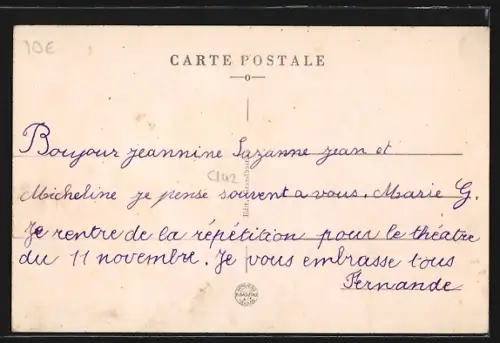 10E
CARTE POSTALE
Bonjour Jeannine Suzanne Jean et
C142
Micheline je pense souvent a vous. Marie G.
Je rentre de la répétition pour le théatre
du 11 novembre. Je vous embrasse tous
Fernande